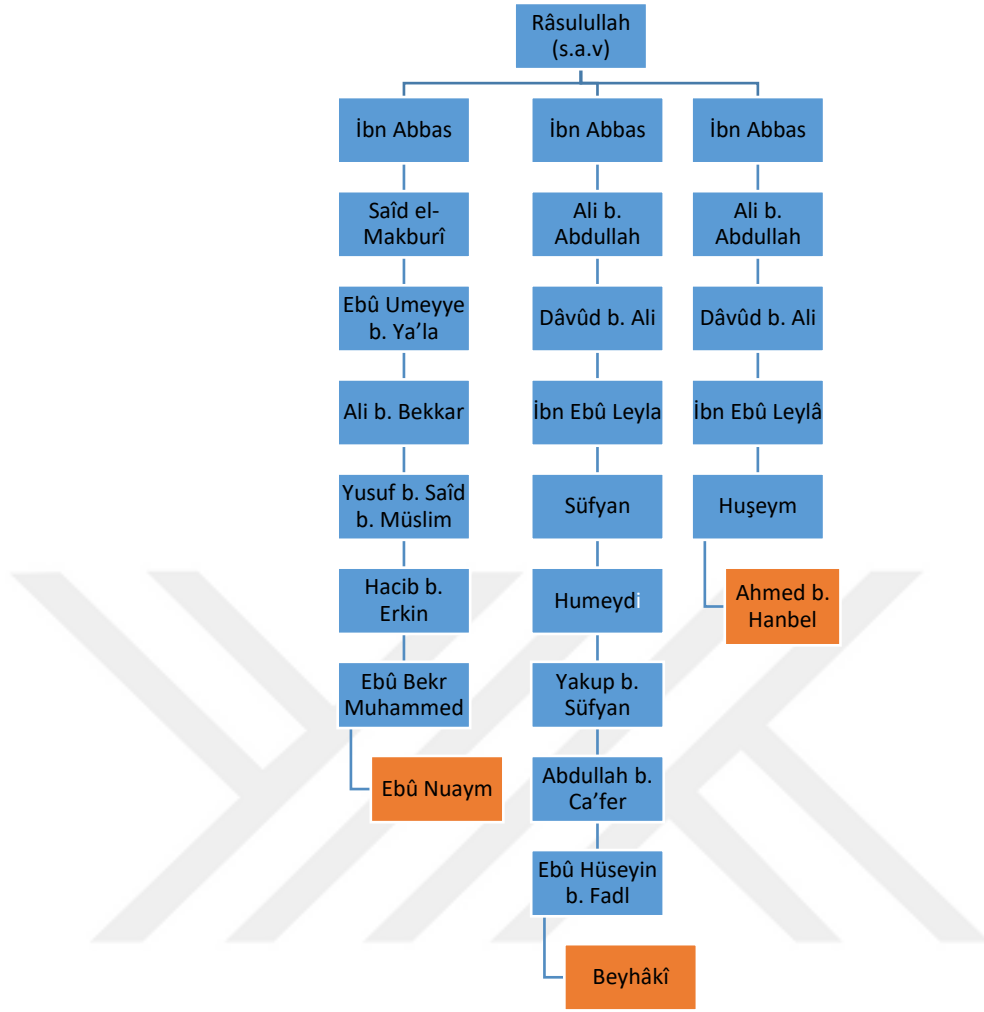 Râsulullah
(s.a.v)
İbn Abbas
İbn Abbas
İbn Abbas
Saîd el-
Makburî
Ali b.
Abdullah
Ali b.
Abdullah
Ebû Umeyye
b. Ya’la
Dâvûd b. Ali
Dâvûd b. Ali
Ali b. Bekkar
İbn Ebû Leyla
İbn Ebû Leylâ
Yusuf b. Saîd
b. Müslim
Süfyan
Huşeym
Hacib b.
Erkin
Humeydi
Ahmed b.
Hanbel
Ebû Bekr
Muhammed
Yakup b.
Süfyan
Ebû Nuaym
Abdullah b.
Ca’fer
Ebû Hüseyin
b. Fadl
Beyhâkî